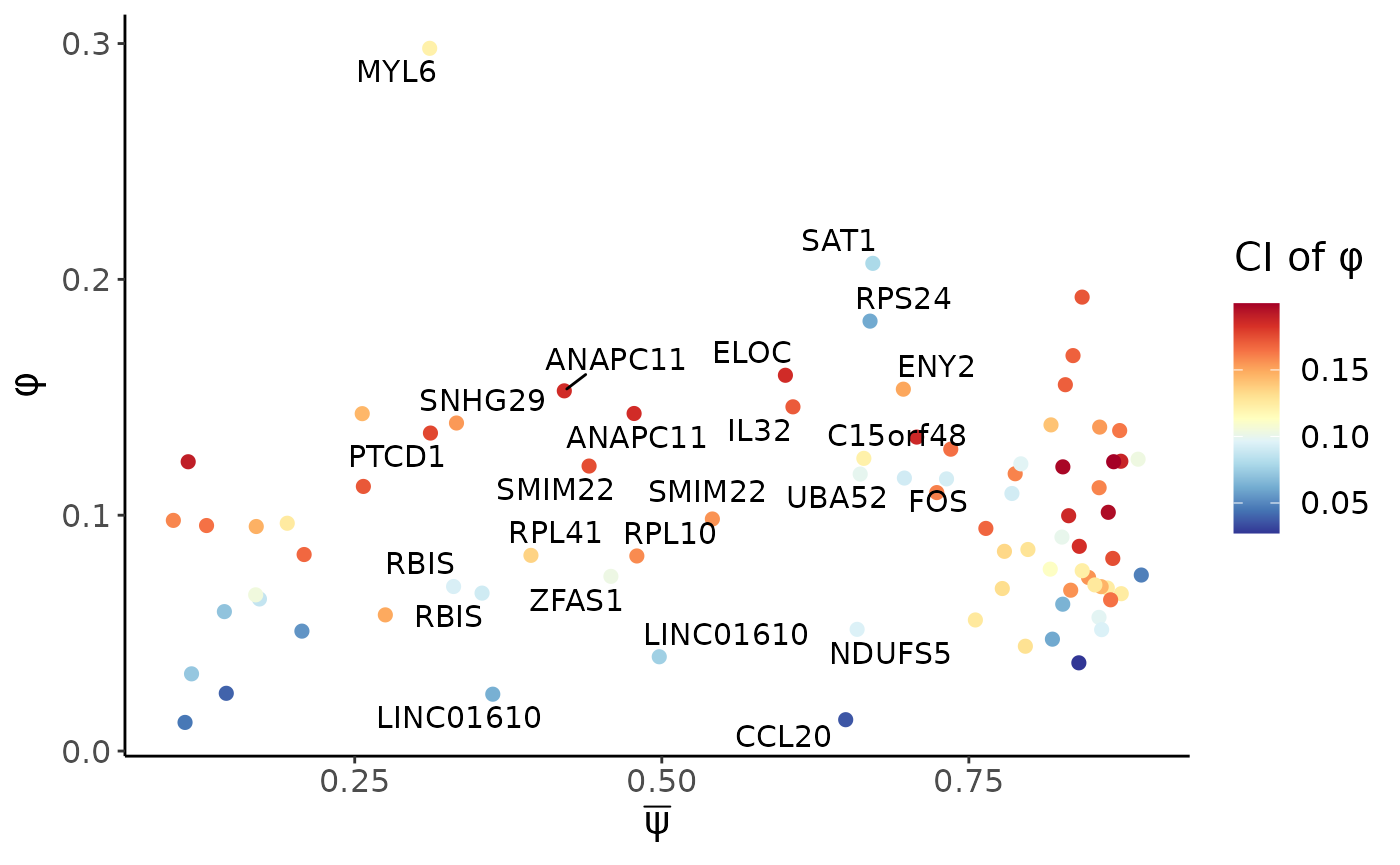 0.3
MYL6
SAT1
CI of φ
0.2
RPS24
ANAPC11
ELOC
ENY2
0.15
φ
SNHG29
ANAPC11
IL32
C15orf48
0.10
PTCD1
SMIM22
SMIM22
UBA52
FOS
0.05
0.1
RPL41
RPL10
RBIS
ZFAS1
RBIS
LINC01610
NDUFS5
LINC01610
CCL20
0.0
0.25
0.50
0.75
ψ̅